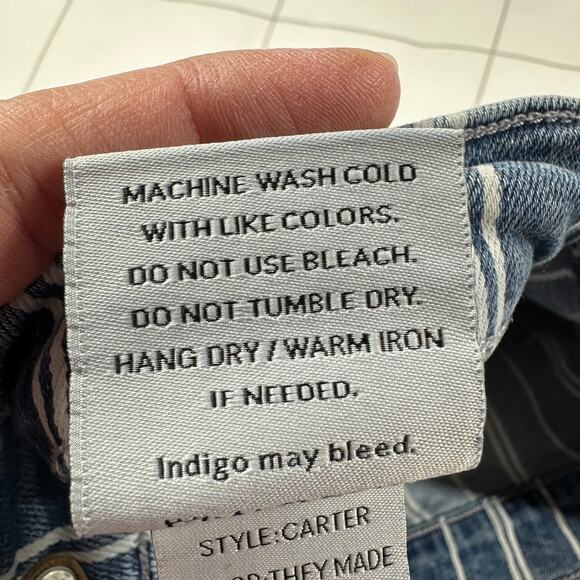 MACHINE WASH COLD
WITH LIKE COLORS.
DO NOT USE BLEACH.
DO NOT TUMBLE DRY.
HANG DRY / WARM IRON
IF NEEDED.
Indigo may bleed.
STYLE:CARTER
THEY MADE